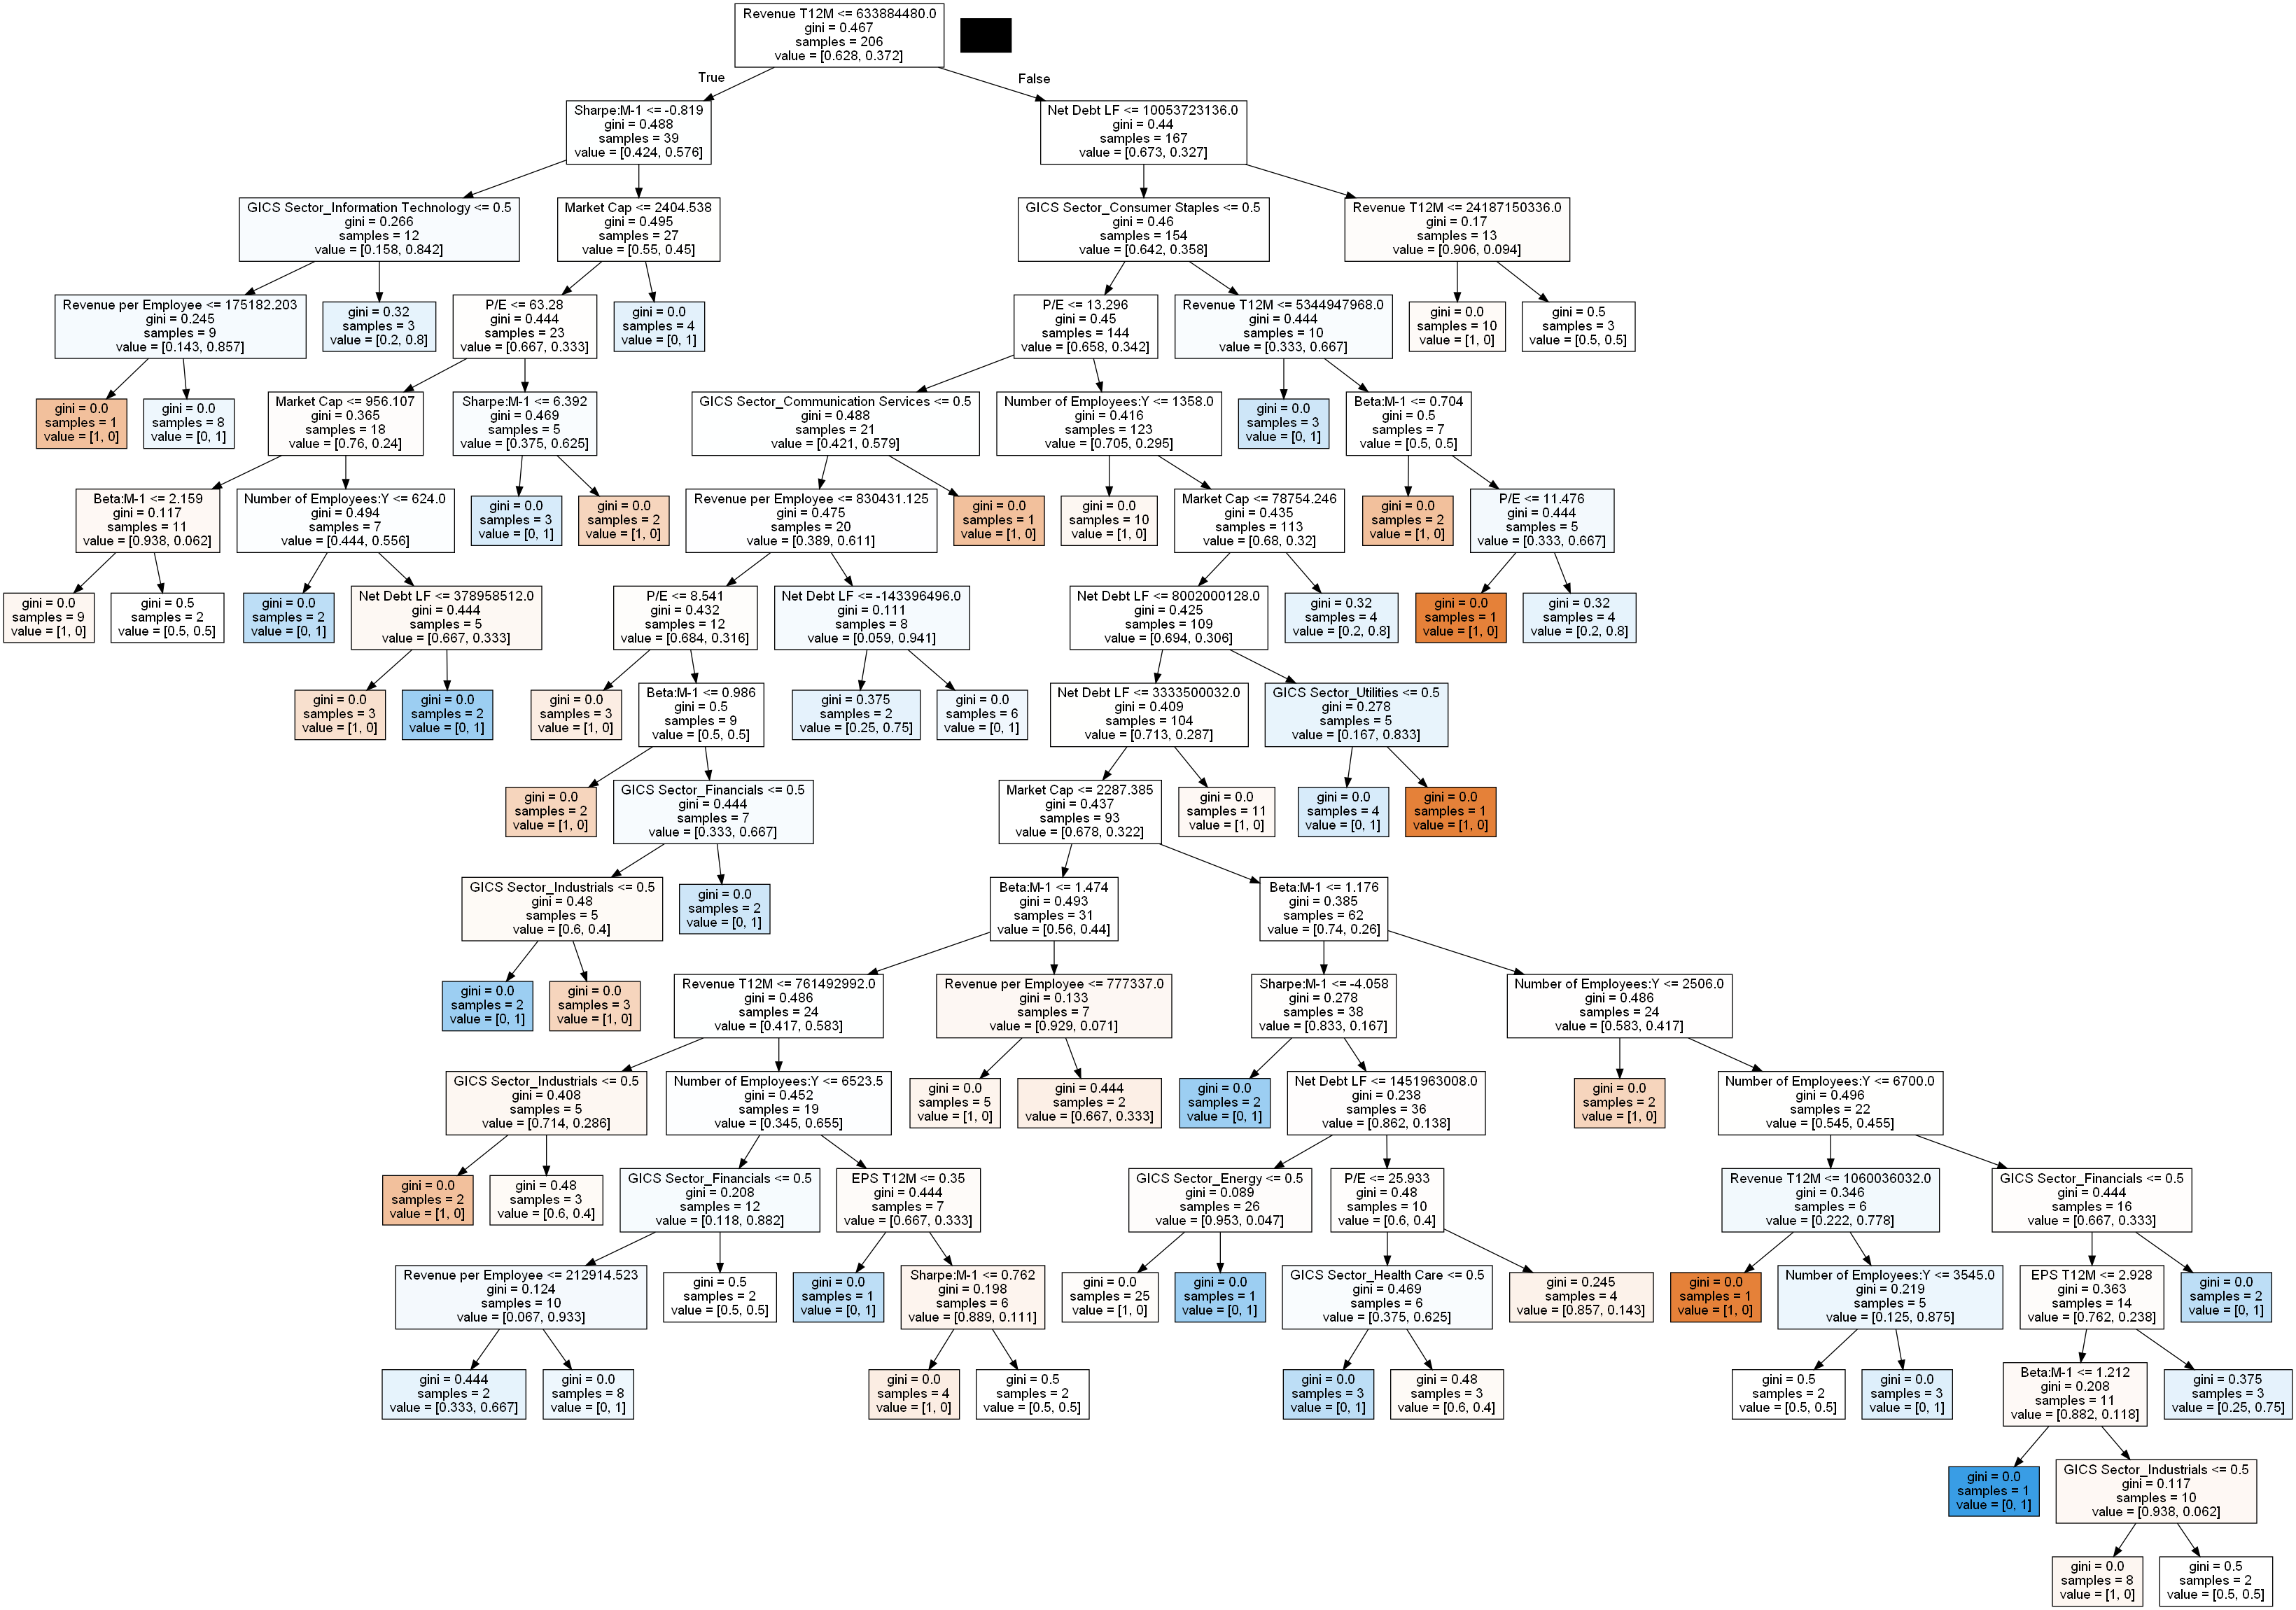 Revenue T12M <= 633884480.0
gini = 0.467
samples = 206
value = [0.628, 0.372]
True
False
Sharpe:M-1 <= -0.819
gini = 0.488
samples = 39
value = [0.424, 0.576]
Net Debt LF <= 10053723136.0
gini = 0.44
samples = 167
value = [0.673, 0.327]
GICS Sector_Information Technology <= 0.5
gini = 0.266
samples = 12
value = [0.158, 0.842]
Market Cap <= 2404.538
gini = 0.495
samples = 27
value = [0.55, 0.45]
GICS Sector_Consumer Staples <= 0.5
gini = 0.46
samples = 154
value = [0.642, 0.358]
Revenue T12M <= 24187150336.0
gini = 0.17
samples = 13
value = [0.906, 0.094]
Revenue per Employee <= 175182.203
gini = 0.245
samples = 9
value = [0.143, 0.857]
gini = 0.32
samples = 3
value = [0.2, 0.8]
P/E <= 63.28
gini = 0.444
samples = 23
value = [0.667, 0.333]
gini = 0.0
samples = 4
value = [0, 1]
P/E <= 13.296
gini = 0.45
samples = 144
value = [0.658, 0.342]
Revenue T12M <= 5344947968.0
gini = 0.444
samples = 10
value = [0.333, 0.667]
gini = 0.0
samples = 10
value = [1, 0]
gini = 0.5
samples = 3
value = [0.5, 0.5]
gini = 0.0
samples = 1
value = [1, 0]
gini = 0.0
samples = 8
value = [0, 1]
Market Cap <= 956.107
gini = 0.365
samples = 18
value = [0.76, 0.24]
Sharpe:M-1 <= 6.392
gini = 0.469
samples = 5
value = [0.375, 0.625]
GICS Sector_Communication Services <= 0.5
gini = 0.488
samples = 21
value = [0.421, 0.579]
Number of Employees:Y <= 1358.0
gini = 0.416
samples = 123
value = [0.705, 0.295]
gini = 0.0
samples = 3
value = [0, 1]
Beta:M-1 <= 0.704
gini = 0.5
samples = 7
value = [0.5, 0.5]
Beta:M-1 <= 2.159
gini = 0.117
samples = 11
value = [0.938, 0.062]
Number of Employees:Y <= 624.0
gini = 0.494
samples = 7
value = [0.444, 0.556]
gini = 0.0
samples = 3
value = [0, 1]
gini = 0.0
samples = 2
value = [1, 0]
Revenue per Employee <= 830431.125
gini = 0.475
samples = 20
value = [0.389, 0.611]
gini = 0.0
samples = 1
value = [1, 0]
gini = 0.0
samples = 10
value = [1, 0]
Market Cap <= 78754.246
gini = 0.435
samples = 113
value = [0.68, 0.32]
gini = 0.0
samples = 2
value = [1, 0]
P/E <= 11.476
gini = 0.444
samples = 5
value = [0.333, 0.667]
gini = 0.0
samples = 9
value = [1, 0]
gini = 0.5
samples = 2
value = [0.5, 0.5]
gini = 0.0
samples = 2
value = [0, 1]
Net Debt LF <= 378958512.0
gini = 0.444
samples = 5
value = [0.667, 0.333]
P/E <= 8.541
gini = 0.432
samples = 12
value = [0.684, 0.316]
Net Debt LF <= -143396496.0
gini = 0.111
samples = 8
value = [0.059, 0.941]
Net Debt LF <= 8002000128.0
gini = 0.425
samples = 109
value = [0.694, 0.306]
gini = 0.32
samples = 4
value = [0.2, 0.8]
gini = 0.0
samples = 1
value = [1, 0]
gini = 0.32
samples = 4
value = [0.2, 0.8]
gini = 0.0
samples = 3
value = [1, 0]
gini = 0.0
samples = 2
value = [0, 1]
gini = 0.0
samples = 3
value = [1, 0]
Beta:M-1 <= 0.986
gini = 0.5
samples = 9
value = [0.5, 0.5]
gini = 0.375
samples = 2
value = [0.25, 0.75]
gini = 0.0
samples = 6
value = [0, 1]
Net Debt LF <= 3333500032.0
gini = 0.409
samples = 104
value = [0.713, 0.287]
GICS Sector_Utilities <= 0.5
gini = 0.278
samples = 5
value = [0.167, 0.833]
gini = 0.0
samples = 2
value = [1, 0]
GICS Sector_Financials <= 0.5
gini = 0.444
samples = 7
value = [0.333, 0.667]
Market Cap <= 2287.385
gini = 0.437
samples = 93
value = [0.678, 0.322]
gini = 0.0
samples = 11
value = [1, 0]
gini = 0.0
samples = 4
value = [0, 1]
gini = 0.0
samples = 1
value = [1, 0]
GICS Sector_Industrials <= 0.5
gini = 0.48
samples = 5
value = [0.6, 0.4]
gini = 0.0
samples = 2
value = [0, 1]
Beta:M-1 <= 1.474
gini = 0.493
samples = 31
value = [0.56, 0.44]
Beta:M-1 <= 1.176
gini = 0.385
samples = 62
value = [0.74, 0.26]
gini = 0.0
samples = 2
value = [0, 1]
gini = 0.0
samples = 3
value = [1, 0]
Revenue T12M <= 761492992.0
gini = 0.486
samples = 24
value = [0.417, 0.583]
Revenue per Employee <= 777337.0
gini = 0.133
samples = 7
value = [0.929, 0.071]
Sharpe:M-1 <= -4.058
gini = 0.278
samples = 38
value = [0.833, 0.167]
Number of Employees:Y <= 2506.0
gini = 0.486
samples = 24
value = [0.583, 0.417]
GICS Sector_Industrials <= 0.5
gini = 0.408
samples = 5
value = [0.714, 0.286]
Number of Employees:Y <= 6523.5
gini = 0.452
samples = 19
value = [0.345, 0.655]
gini = 0.0
samples = 5
value = [1, 0]
gini = 0.444
samples = 2
value = [0.667, 0.333]
gini = 0.0
samples = 2
value = [0, 1]
Net Debt LF <= 1451963008.0
gini = 0.238
samples = 36
value = [0.862, 0.138]
gini = 0.0
samples = 2
value = [1, 0]
Number of Employees:Y <= 6700.0
gini = 0.496
samples = 22
value = [0.545, 0.455]
gini = 0.0
samples = 2
value = [1, 0]
gini = 0.48
samples = 3
value = [0.6, 0.4]
GICS Sector_Financials <= 0.5
gini = 0.208
samples = 12
value = [0.118, 0.882]
EPS T12M <= 0.35
gini = 0.444
samples = 7
value = [0.667, 0.333]
GICS Sector_Energy <= 0.5
gini = 0.089
samples = 26
value = [0.953, 0.047]
P/E <= 25.933
gini = 0.48
samples = 10
value = [0.6, 0.4]
Revenue T12M <= 1060036032.0
gini = 0.346
samples = 6
value = [0.222, 0.778]
GICS Sector_Financials <= 0.5
gini = 0.444
samples = 16
value = [0.667, 0.333]
Revenue per Employee <= 212914.523
gini = 0.124
samples = 10
value = [0.067, 0.933]
gini = 0.5
samples = 2
value = [0.5, 0.5]
gini = 0.0
samples = 1
value = [0, 1]
Sharpe:M-1 <= 0.762
gini = 0.198
samples = 6
value = [0.889, 0.111]
gini = 0.0
samples = 25
value = [1, 0]
gini = 0.0
samples = 1
value = [0, 1]
GICS Sector_Health Care <= 0.5
gini = 0.469
samples = 6
value = [0.375, 0.625]
gini = 0.245
samples = 4
value = [0.857, 0.143]
gini = 0.0
samples = 1
value = [1, 0]
Number of Employees:Y <= 3545.0
gini = 0.219
samples = 5
value = [0.125, 0.875]
EPS T12M <= 2.928
gini = 0.363
samples = 14
value = [0.762, 0.238]
gini = 0.0
samples = 2
value = [0, 1]
gini = 0.444
samples = 2
value = [0.333, 0.667]
gini = 0.0
samples = 8
value = [0, 1]
gini = 0.0
samples = 4
value = [1, 0]
gini = 0.5
samples = 2
value = [0.5, 0.5]
gini = 0.0
samples = 3
value = [0, 1]
gini = 0.48
samples = 3
value = [0.6, 0.4]
gini = 0.5
samples = 2
value = [0.5, 0.5]
gini = 0.0
samples = 3
value = [0, 1]
Beta:M-1 <= 1.212
gini = 0.208
samples = 11
value = [0.882, 0.118]
gini = 0.375
samples = 3
value = [0.25, 0.75]
gini = 0.0
samples = 1
value = [0, 1]
GICS Sector_Industrials <= 0.5
gini = 0.117
samples = 10
value = [0.938, 0.062]
gini = 0.0
samples = 8
value = [1, 0]
gini = 0.5
samples = 2
value = [0.5, 0.5]